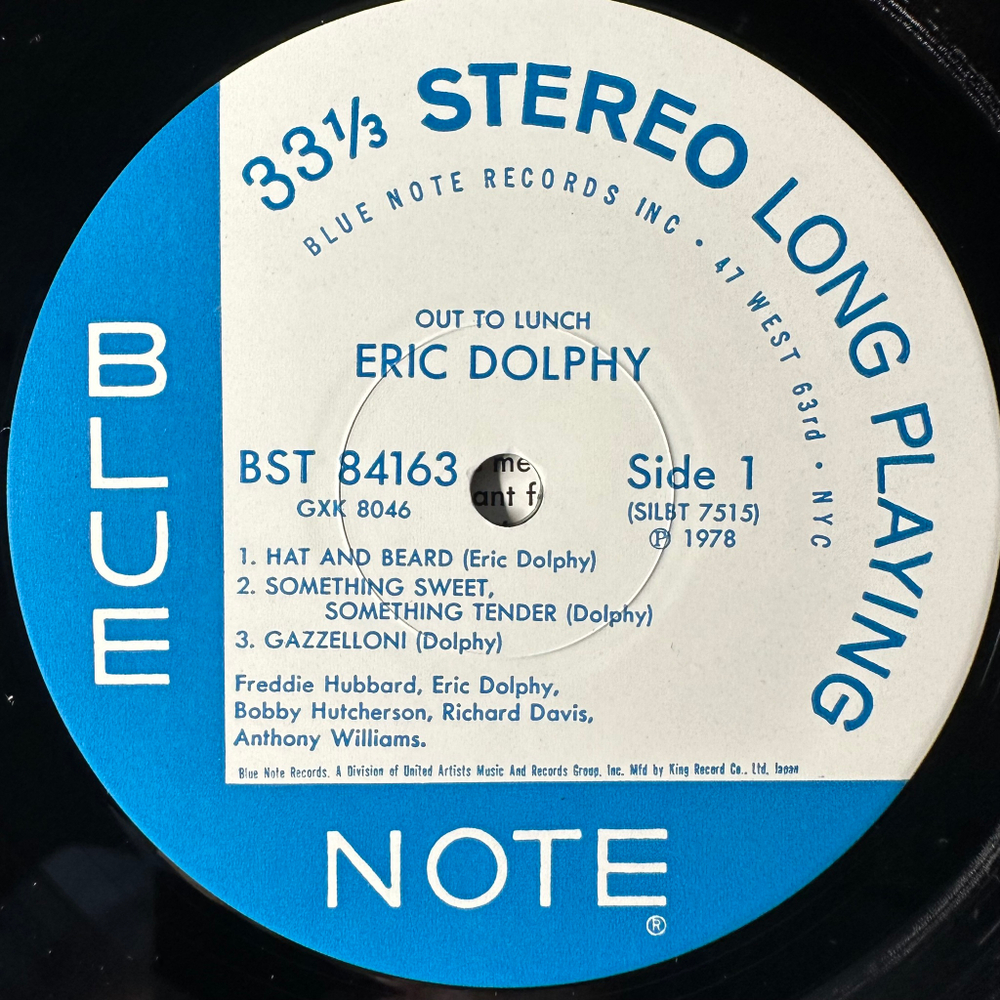 33⅓ STEREO LONG PLAYING
BLUE NOTE RECORDS INC • 47 WEST 63rd • NYC
OUT TO LUNCH
ERIC DOLPHY
BST 84163
GXK 8046
me
ant f
Side 1
(SILBT 7515)
Ⓟ 1978
1. HAT AND BEARD (Eric Dolphy)
2. SOMETHING SWEET,
SOMETHING TENDER (Dolphy)
3. GAZZELLONI (Dolphy)
Freddie Hubbard, Eric Dolphy,
Bobby Hutcherson, Richard Davis,
Anthony Williams.
Blue Note Records. A Division of United Artists Music And Records Group, Inc. Mfd by King Record Co., Ltd, Japan
BLUE
NOTE
®